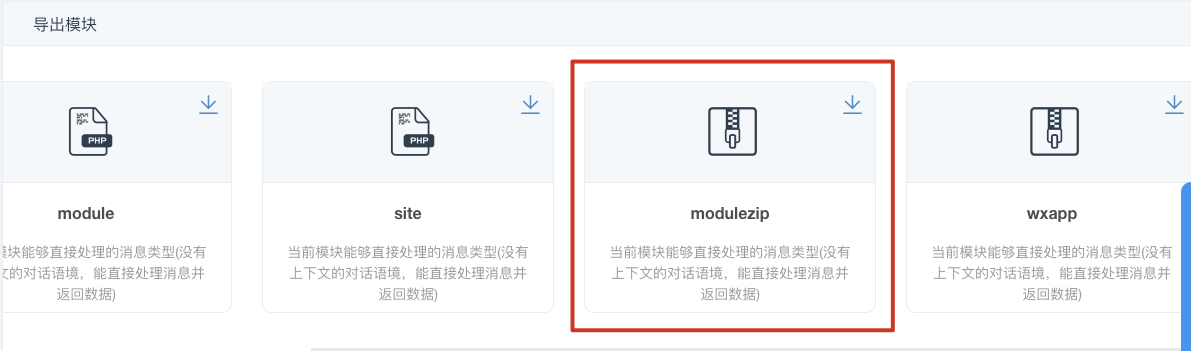 导出模块
PHP
PHP
module
site
modulezip
wxapp
块能够直接处理的消息类型(没有
文的对话语境，能直接处理消息并
返回数据)
当前模块能够直接处理的消息类型(没有
上下文的对话语境，能直接处理消息并
返回数据)
当前模块能够直接处理的消息类型(没有
上下文的对话语境，能直接处理消息并
返回数据)
当前模块能够直接处理的消息类型(没有
上下文的对话语境，能直接处理消息并
返回数据)